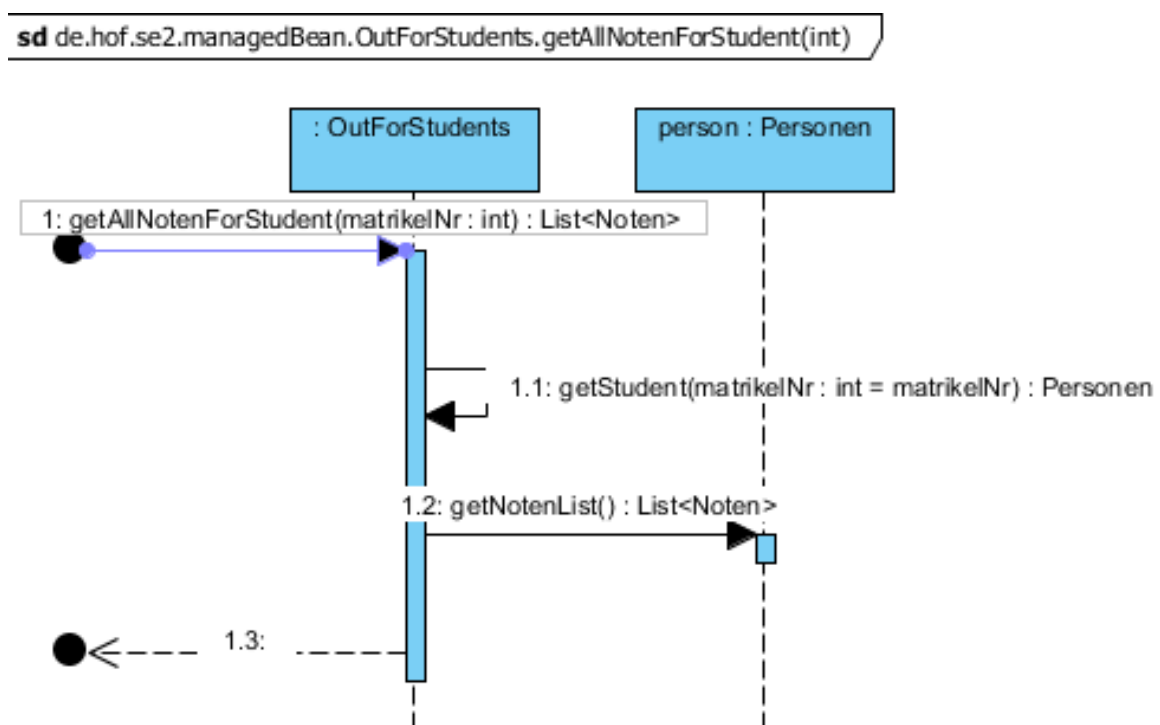 sd de.hof.se2.managedBean.OutForStudents.getAllNotenForStudent(int)
: OutForStudents
person : Personen
1: getAllNotenForStudent(matrikelNr : int) : List<Noten>
1.1: getStudent(matrikelNr : int = matrikelNr) : Personen
1.2: getNotenList() : List<Noten>
1.3: